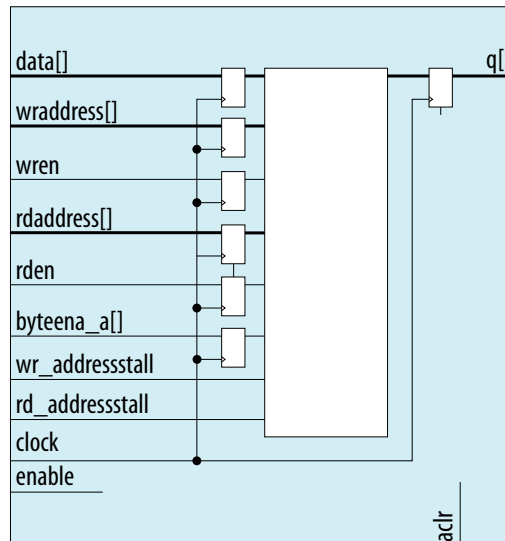 data[]
q[
wraddress[]
wren
rdaddress[]
rden
byteena_a[]
wr_addressstall
rd_addressstall
clock
enable
aclr